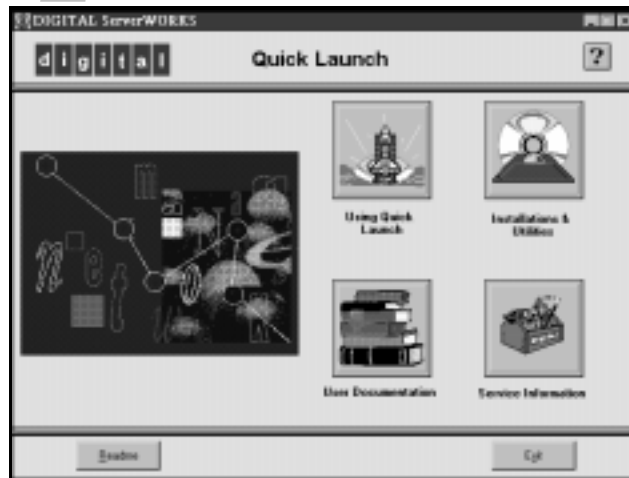 DIGITAL ServerWORKS
digital
Quick Launch
?
Using Quick
Launch
Installations &
Utilities
User Documentation
Service Information
Readme
Exit